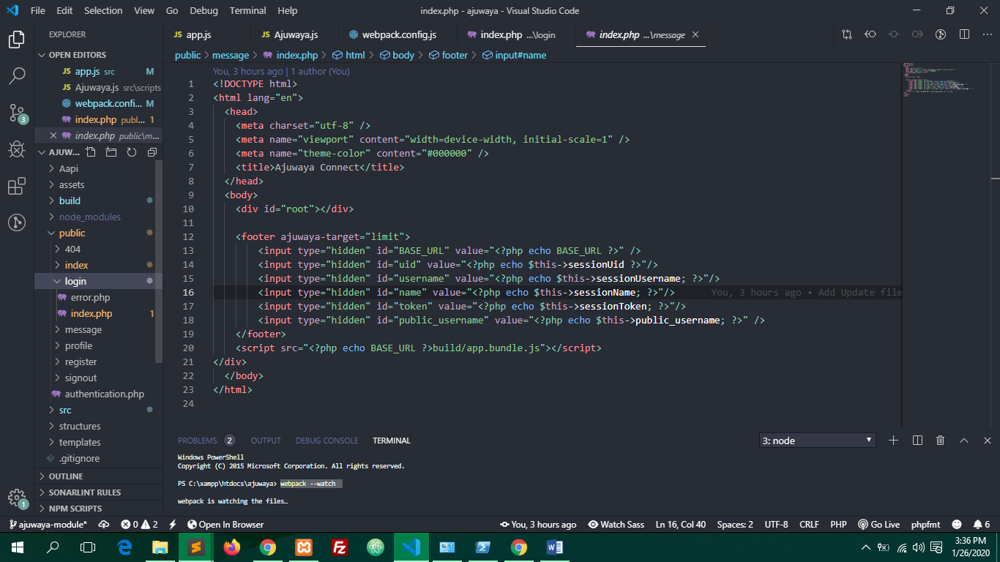 File Edit Selection View Go Debug Terminal Help
index.php - ajuwaya - Visual Studio Code
EXPLORER
JS app.js
JS Ajuwaya.js
webpack.config.js
index.php ...\login
index.php ...\message
OPEN EDITORS
JS app.js src M
JS Ajuwaya.js src\scripts
webpack.confi... M
index.php publ... 1
index.php public\m...
AJUW...
Aapi
assets
build
node_modules
public
404
index
login
error.php
index.php 1
message
profile
register
signout
authentication.php
src
structures
templates
.gitignore
OUTLINE
SONARLINT RULES
NPM SCRIPTS
3
1
public > message > index.php > html > body > footer > input#name
You, 3 hours ago | 1 author (You)
1 <!DOCTYPE html>
2 <html lang="en">
3 <head>
4 <meta charset="utf-8" />
5 <meta name="viewport" content="width=device-width, initial-scale=1" />
6 <meta name="theme-color" content="#000000" />
7 <title>Ajuwaya Connect</title>
8 </head>
9 <body>
10 <div id="root"></div>
11
12 <footer ajuwaya-target="limit">
13 <input type="hidden" id="BASE_URL" value="<?php echo BASE_URL ?>" />
14 <input type="hidden" id="uid" value="<?php echo $this->sessionUid ?>"/>
15 <input type="hidden" id="username" value="<?php echo $this->sessionUsername; ?>"/>
16 <input type="hidden" id="name" value="<?php echo $this->sessionName; ?>"/> You, 3 hours ago • Add Update file
17 <input type="hidden" id="token" value="<?php echo $this->sessionToken; ?>"/>
18 <input type="hidden" id="public_username" value="<?php echo $this->public_username; ?>" />
19 </footer>
20 <script src="<?php echo BASE_URL ?>build/app.bundle.js"></script>
21 </div>
22 </body>
23 </html>
24
PROBLEMS 2 OUTPUT DEBUG CONSOLE TERMINAL 3: node
Windows PowerShell
Copyright (C) 2015 Microsoft Corporation. All rights reserved.
PS C:\xampp\htdocs\ajuwaya> webpack --watch
webpack is watching the files…
ajuwaya-module* 0 2 Open In Browser You, 3 hours ago Watch Sass Ln 16, Col 40 Spaces: 2 UTF-8 CRLF PHP Go Live phpfmt 6
3:36 PM
1/26/2020